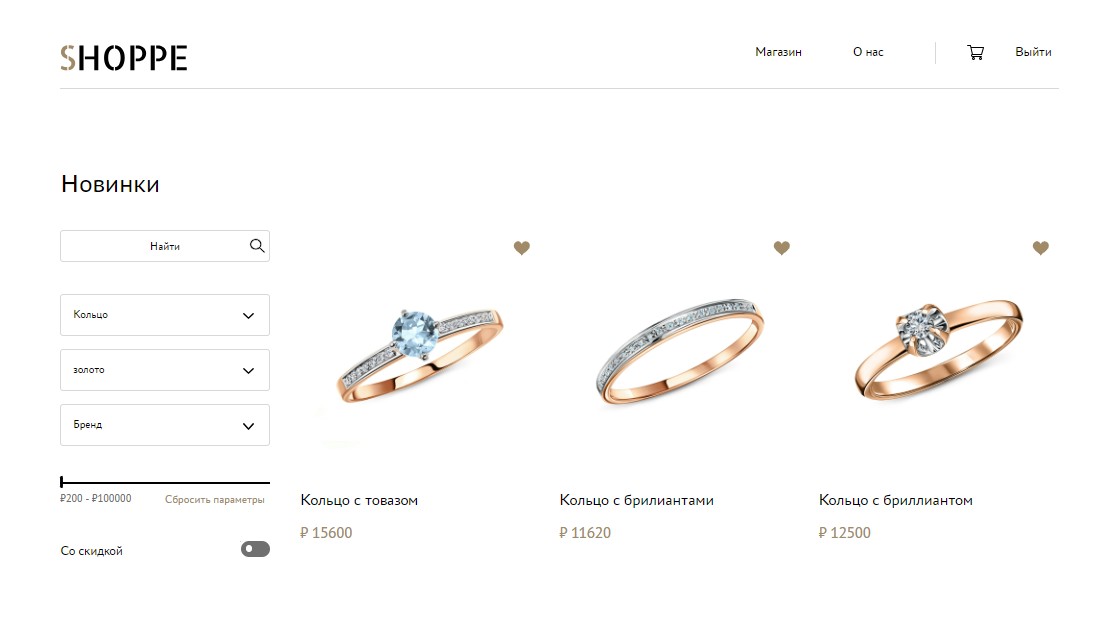 SHOPPE
Магазин
О нас
Выйти
Новинки
Найти
Кольцо
золото
Бренд
₽200 - ₽100000
Сбросить параметры
Со скидкой
Кольцо с товазом
₽ 15600
Кольцо с брилиантами
₽ 11620
Кольцо с бриллиантом
₽ 12500